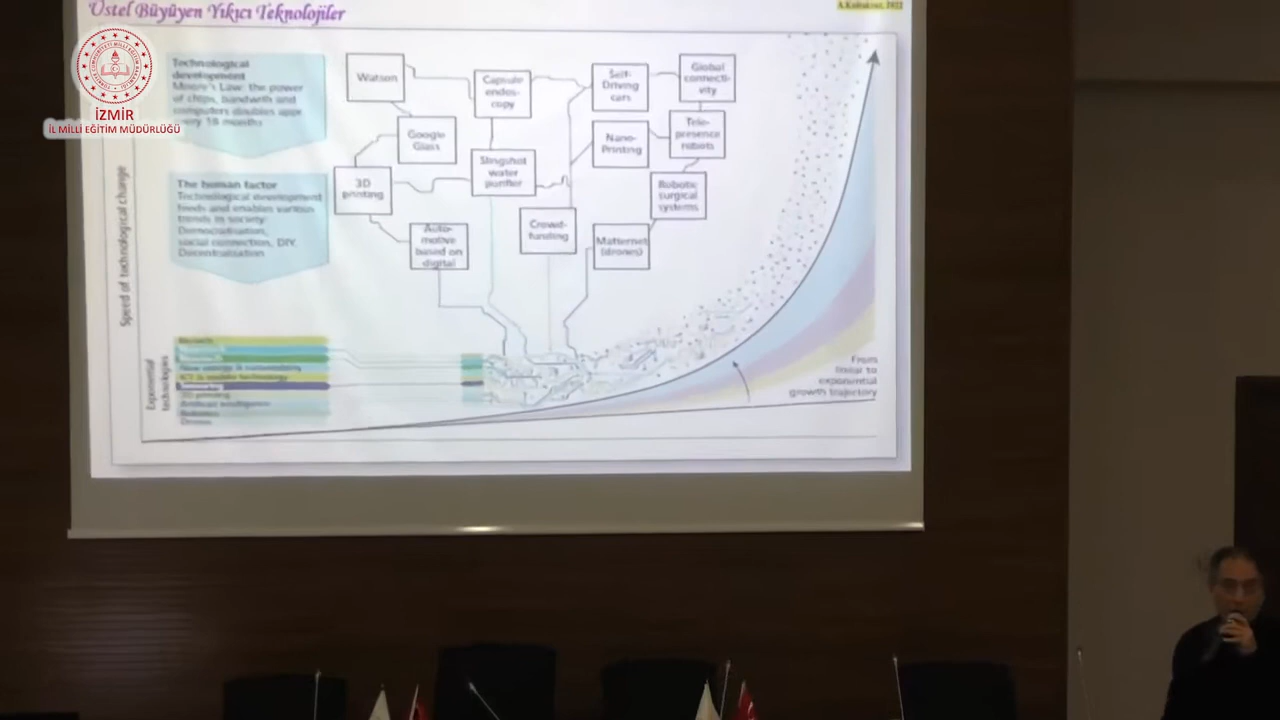 Üstel Büyüyen Yıkıcı Teknolojiler
İZMİR
İL MİLLİ EĞİTİM MÜDÜRLÜĞÜ
Technological
development
Moore's Law: the power
of chips, bandwith and
computers doubles appr.
18 months
The human factor
Technological development
feeds and enables various
trends in society:
Democratisation,
social connection, DIY,
Decentralisation
Speed of technological change
Exponential
technologies
Watson
Capsule
endos-
copy
Self-
Driving
cars
Global
connecti-
vity
Google
Glass
Nano-
Printing
Tele-
presence
robots
3D
printing
Slingshot
water
purifier
Robotic
surgical
systems
Auto-
motive
based on
digital
Crowd-
funding
Matternet
(drones)
3D printing
Artificial intelligence
Robotics
Drones
From
linear to
exponential
growth trajectory